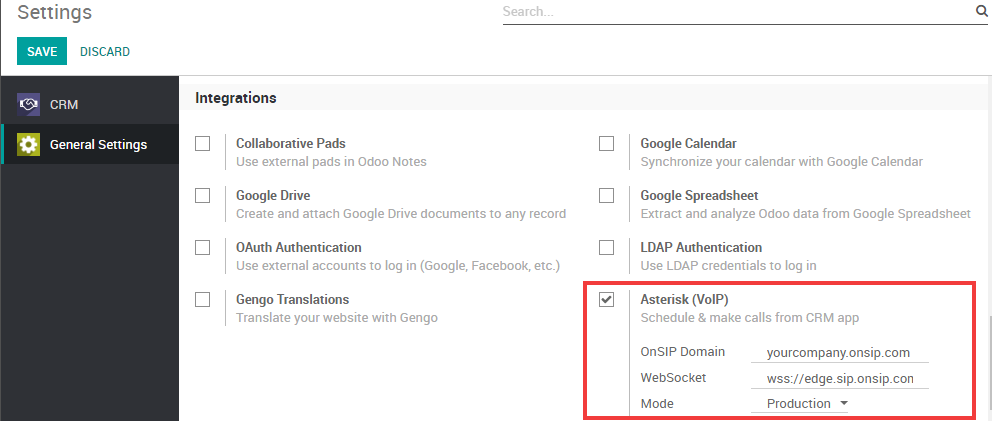 Settings
Search...
SAVE DISCARD
CRM
General Settings
Integrations
Collaborative Pads
Use external pads in Odoo Notes
Google Calendar
Synchronize your calendar with Google Calendar
Google Drive
Create and attach Google Drive documents to any record
Google Spreadsheet
Extract and analyze Odoo data from Google Spreadsheet
OAuth Authentication
Use external accounts to log in (Google, Facebook, etc.)
LDAP Authentication
Use LDAP credentials to log in
Gengo Translations
Translate your website with Gengo
Asterisk (VoIP)
Schedule & make calls from CRM app
OnSIP Domain yourcompany.onsip.com
WebSocket wss://edge.sip.onsip.com
Mode Production